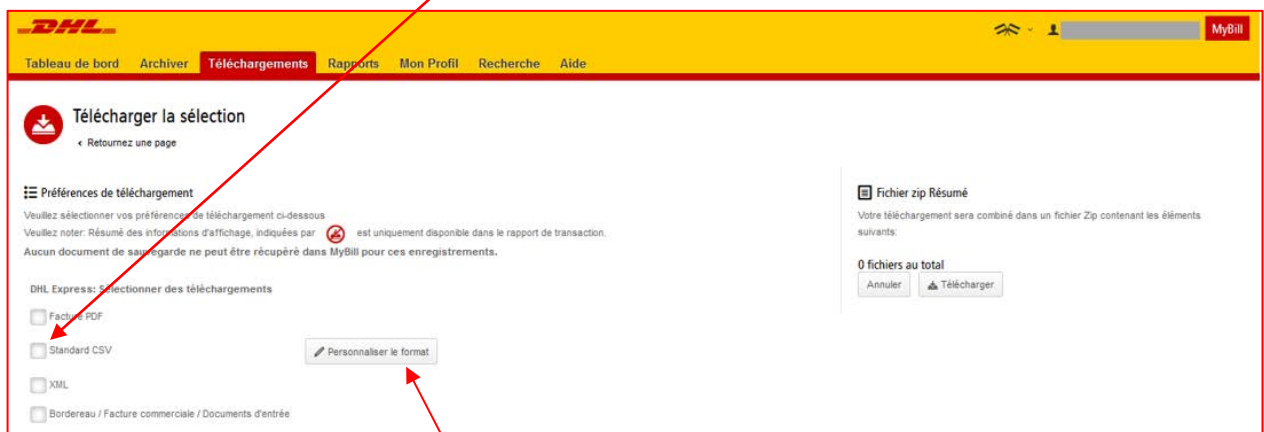 DHL
MyBill
Tableau de bord Archiver Téléchargements Rapports Mon Profil Recherche Aide
Télécharger la sélection
‹ Retournez une page
Préférences de téléchargement
Veuillez sélectionner vos préférences de téléchargement ci-dessous
Veuillez noter: Résumé des informations d'affichage, indiquées par est uniquement disponible dans le rapport de transaction.
Aucun document de sauvegarde ne peut être récupéré dans MyBill pour ces enregistrements.
DHL Express: Sélectionner des téléchargements
Facture PDF
Standard CSV
Personnaliser le format
XML
Bordereau / Facture commerciale / Documents d'entrée
Fichier zip Résumé
Votre téléchargement sera combiné dans un fichier Zip contenant les éléments
suivants:
0 fichiers au total
Annuler Télécharger